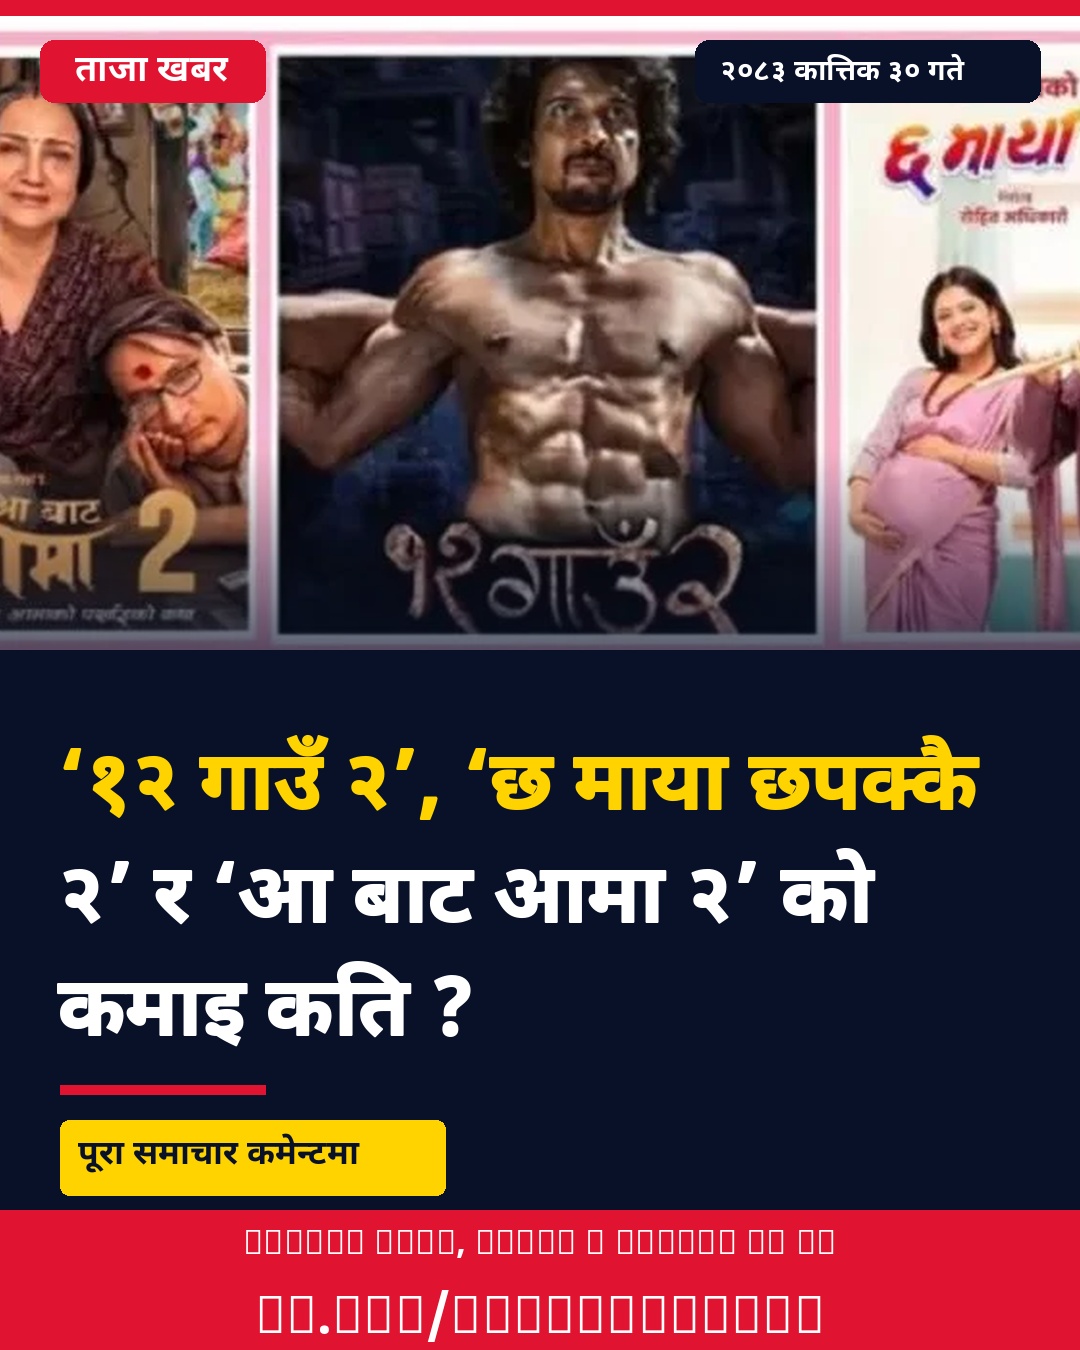 ताजा खबर
२०८३ कात्तिक ३० गते
को
छ माया
रोहित अधिकारी
आ बाट
आमा 2
१२ गाउँ २
‘१२ गाउँ २’, ‘छ माया छपक्कै
२’ र ‘आ बाट आमा २’ को
कमाइ कति ?
पूरा समाचार कमेन्टमा